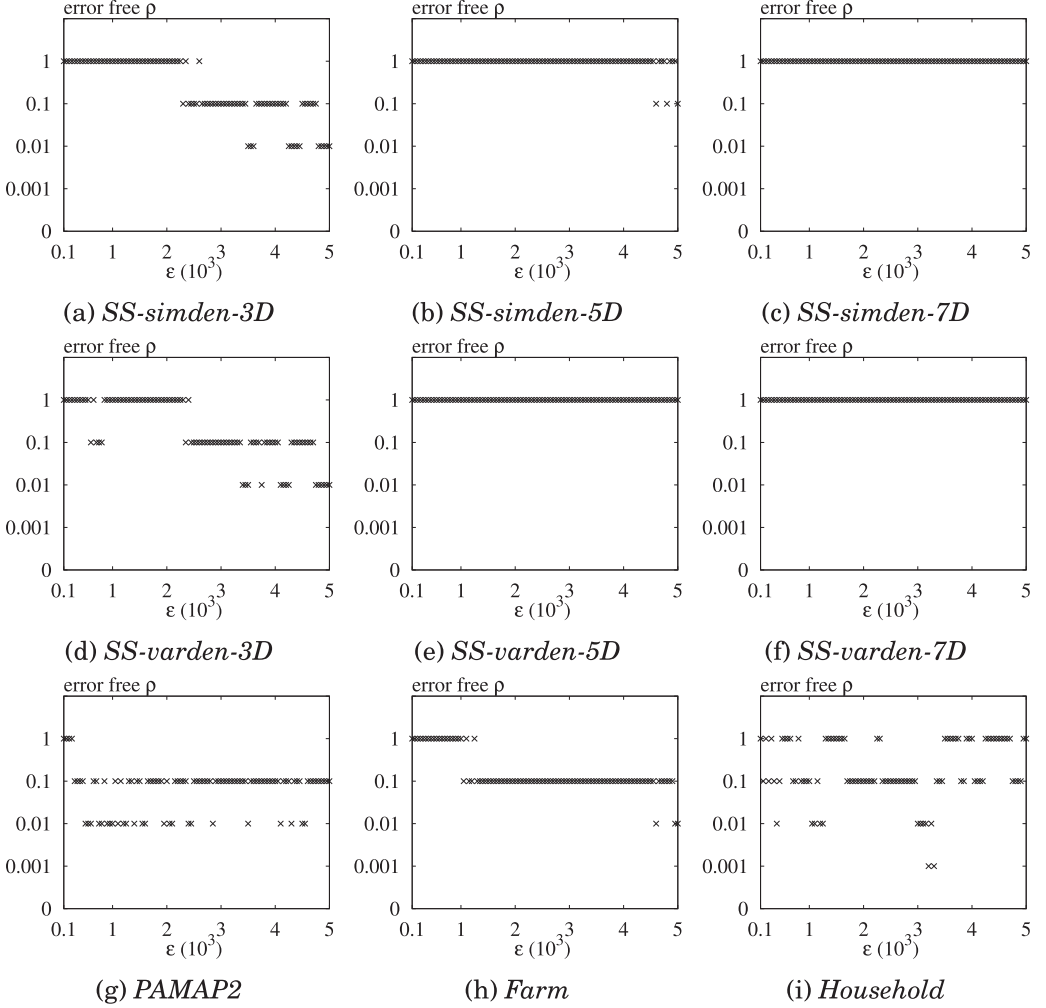 error free ρ
1
0.1
0.01
0.001
0
0.1 1 2 3 4 5
ε (10³)
(a) SS-simden-3D
error free ρ
1
0.1
0.01
0.001
0
0.1 1 2 3 4 5
ε (10³)
(b) SS-simden-5D
error free ρ
1
0.1
0.01
0.001
0
0.1 1 2 3 4 5
ε (10³)
(c) SS-simden-7D
error free ρ
1
0.1
0.01
0.001
0
0.1 1 2 3 4 5
ε (10³)
(d) SS-varden-3D
error free ρ
1
0.1
0.01
0.001
0
0.1 1 2 3 4 5
ε (10³)
(e) SS-varden-5D
error free ρ
1
0.1
0.01
0.001
0
0.1 1 2 3 4 5
ε (10³)
(f) SS-varden-7D
error free ρ
1
0.1
0.01
0.001
0
0.1 1 2 3 4 5
ε (10³)
(g) PAMAP2
error free ρ
1
0.1
0.01
0.001
0
0.1 1 2 3 4 5
ε (10³)
(h) Farm
error free ρ
1
0.1
0.01
0.001
0
0.1 1 2 3 4 5
ε (10³)
(i) Household